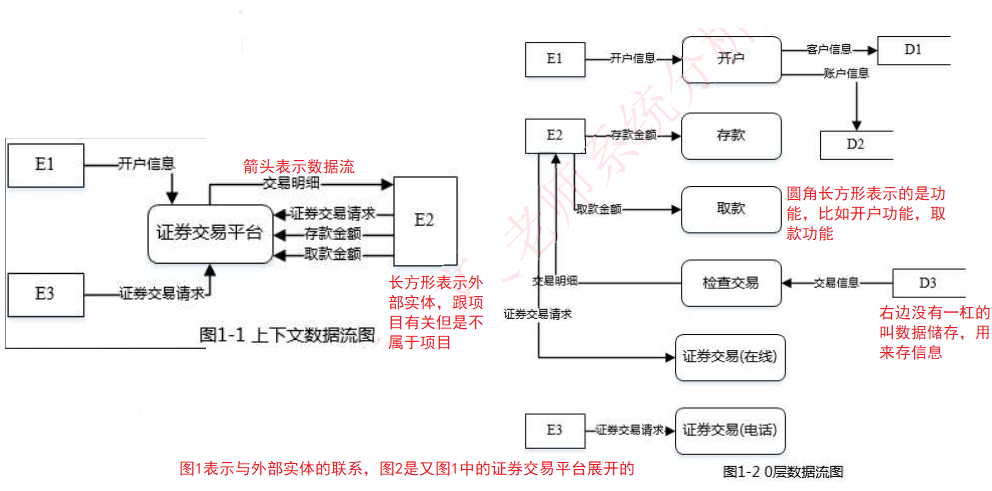 E1
开户信息
箭头表示数据流
交易明细
证券交易平台
证券交易请求
存款金额
取款金额
E2
E3
证券交易请求
长方形表示外
部实体，跟项
目有关但是不
属于项目
图1-1 上下文数据流图
E1
开户信息
开户
客户信息
D1
账户信息
D2
E2
存款金额
存款
取款金额
取款
圆角长方形表示的是功
能，比如开户功能，取
款功能
交易明细
检查交易
交易信息
D3
右边没有一杠的
叫数据储存，用
来存信息
证券交易请求
证券交易(在线)
E3
证券交易请求
证券交易(电话)
图1表示与外部实体的联系，图2是又图1中的证券交易平台展开的
图1-2 0层数据流图
老师系统分析